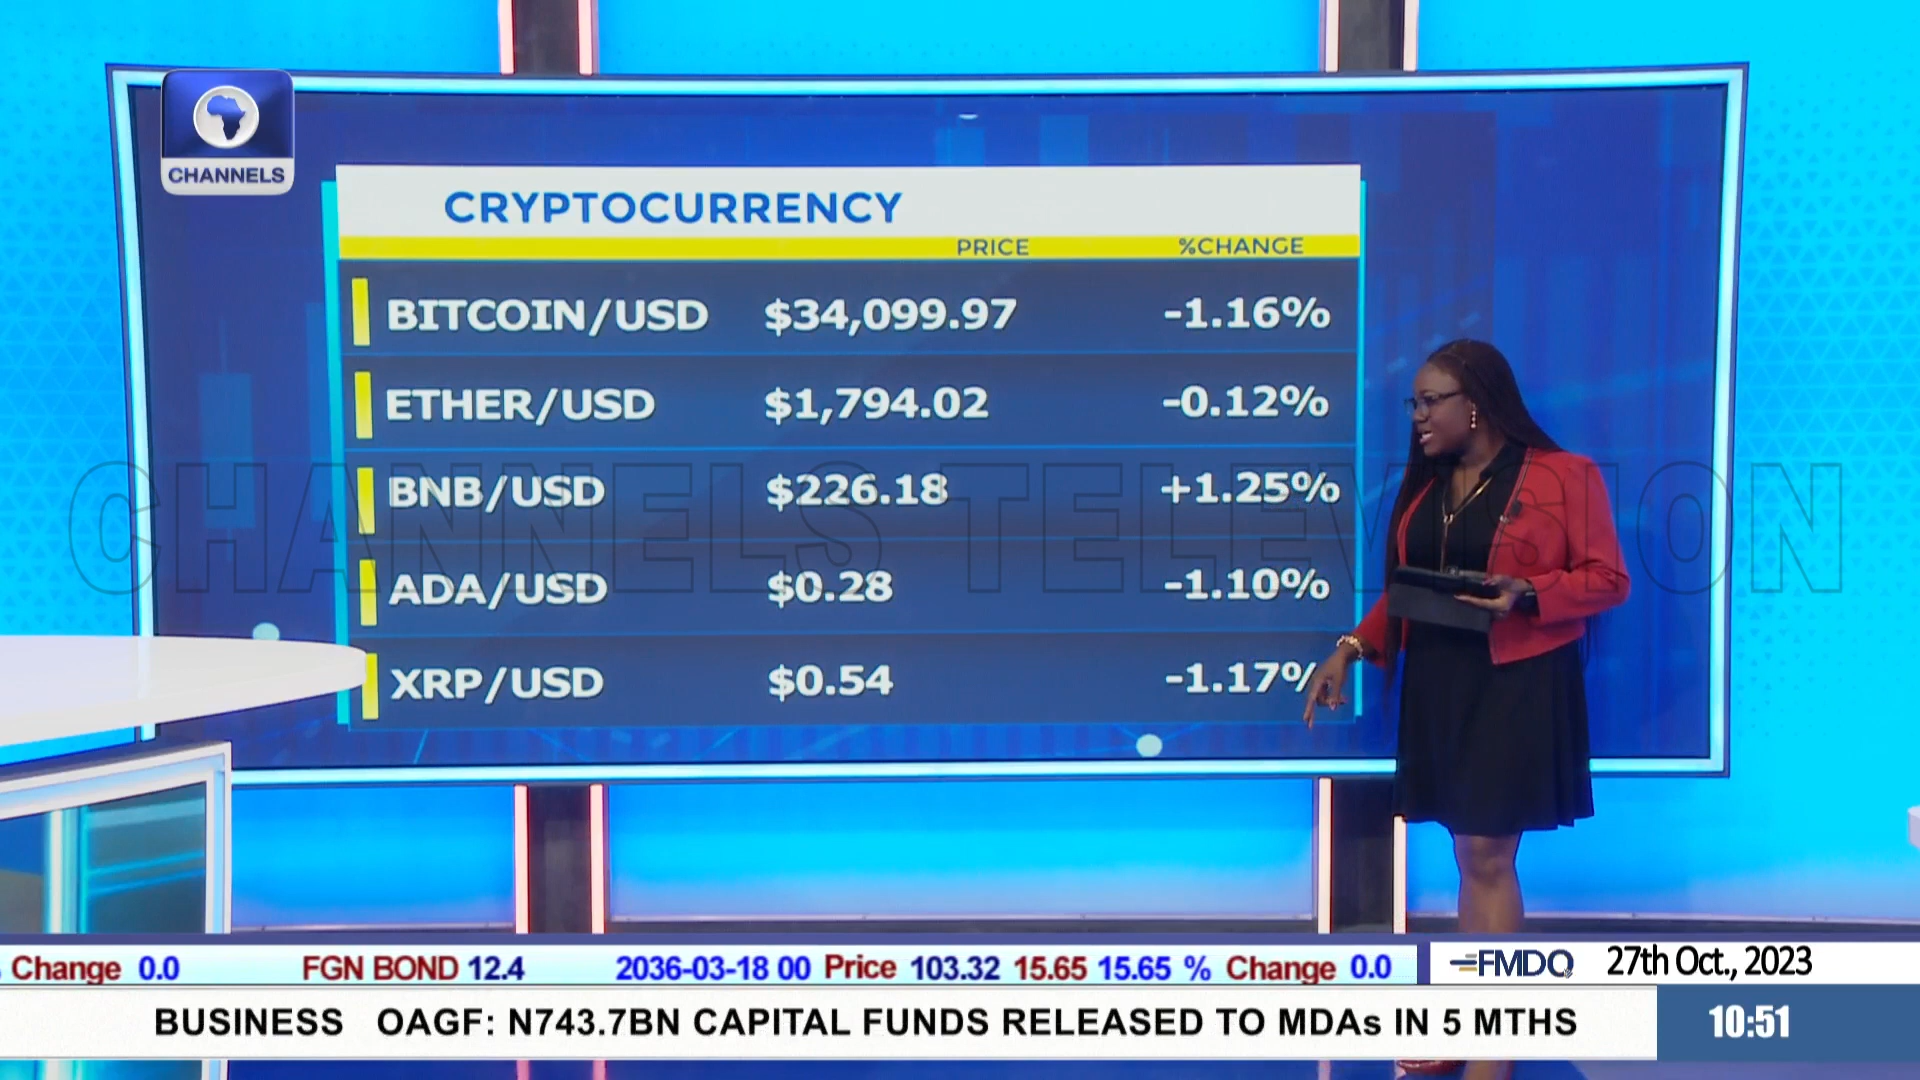 CHANNELS
CRYPTOCURRENCY
PRICE %CHANGE
BITCOIN/USD $34,099.97 -1.16%
ETHER/USD $1,794.02 -0.12%
BNB/USD $226.18 +1.25%
ADA/USD $0.28 -1.10%
XRP/USD $0.54 -1.17%
CHANNELS TELEVISION
Change 0.0 FGN BOND 12.4 2036-03-18 00 Price 103.32 15.65 15.65 % Change 0.0
FMDQ 27th Oct., 2023
BUSINESS OAGF: N743.7BN CAPITAL FUNDS RELEASED TO MDAs IN 5 MTHS
10:51